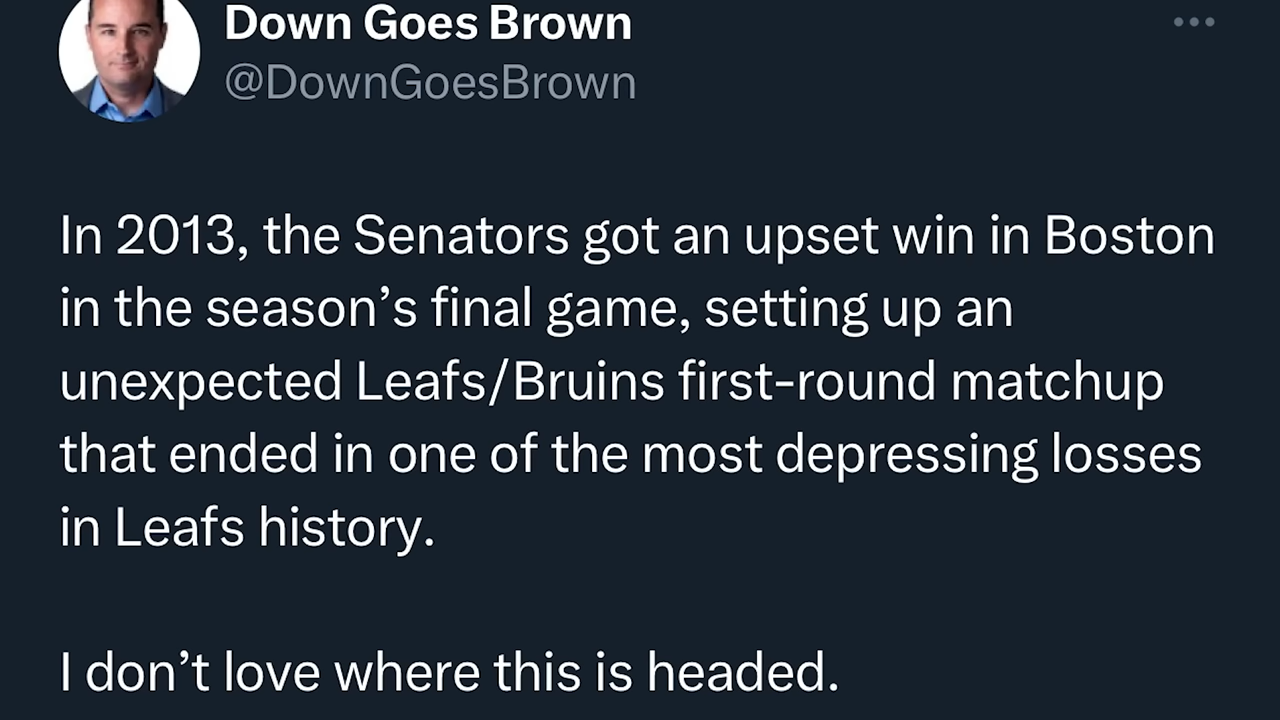 Down Goes Brown
@DownGoesBrown
In 2013, the Senators got an upset win in Boston
in the season’s final game, setting up an
unexpected Leafs/Bruins first-round matchup
that ended in one of the most depressing losses
in Leafs history.
I don’t love where this is headed.